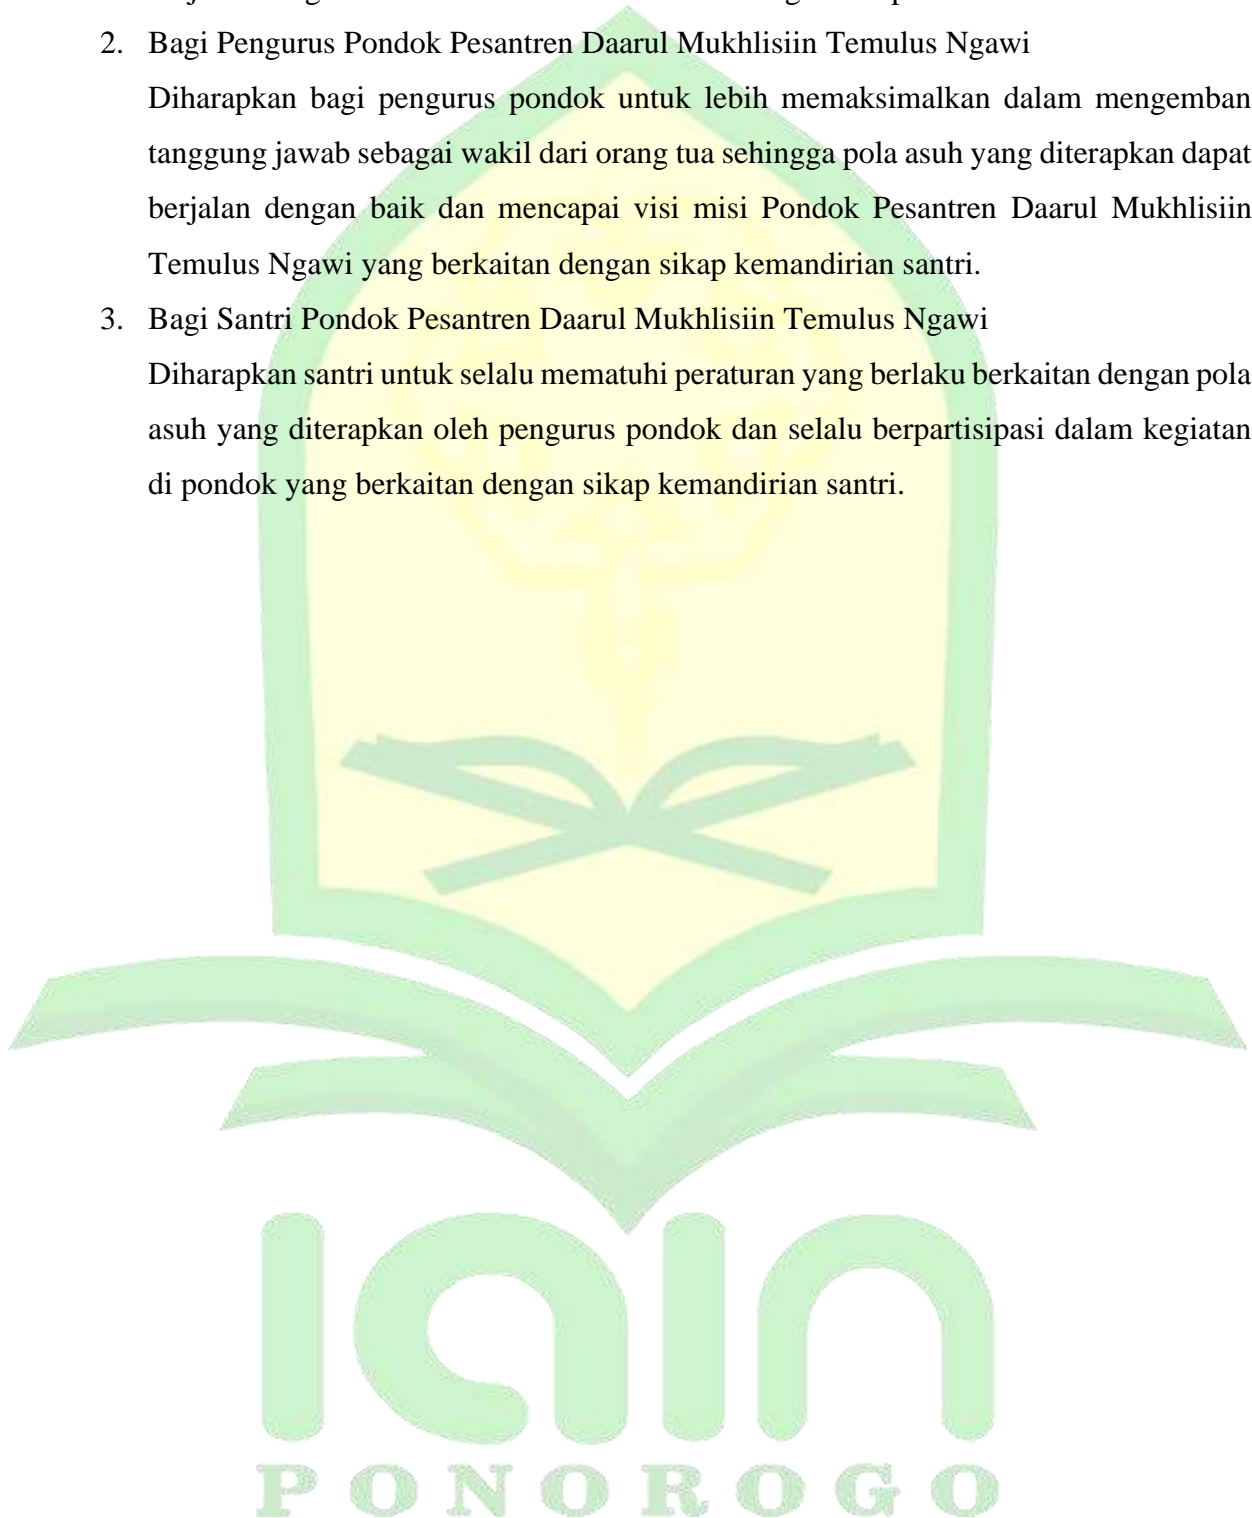 2. Bagi Pengurus Pondok Pesantren Daarul Mukhlisiin Temulus Ngawi
Diharapkan bagi pengurus pondok untuk lebih memaksimalkan dalam mengemban
tanggung jawab sebagai wakil dari orang tua sehingga pola asuh yang diterapkan dapat
berjalan dengan baik dan mencapai visi misi Pondok Pesantren Daarul Mukhlisiin
Temulus Ngawi yang berkaitan dengan sikap kemandirian santri.
3. Bagi Santri Pondok Pesantren Daarul Mukhlisiin Temulus Ngawi
Diharapkan santri untuk selalu mematuhi peraturan yang berlaku berkaitan dengan pola
asuh yang diterapkan oleh pengurus pondok dan selalu berpartisipasi dalam kegiatan
di pondok yang berkaitan dengan sikap kemandirian santri.
iain
PONOROGO